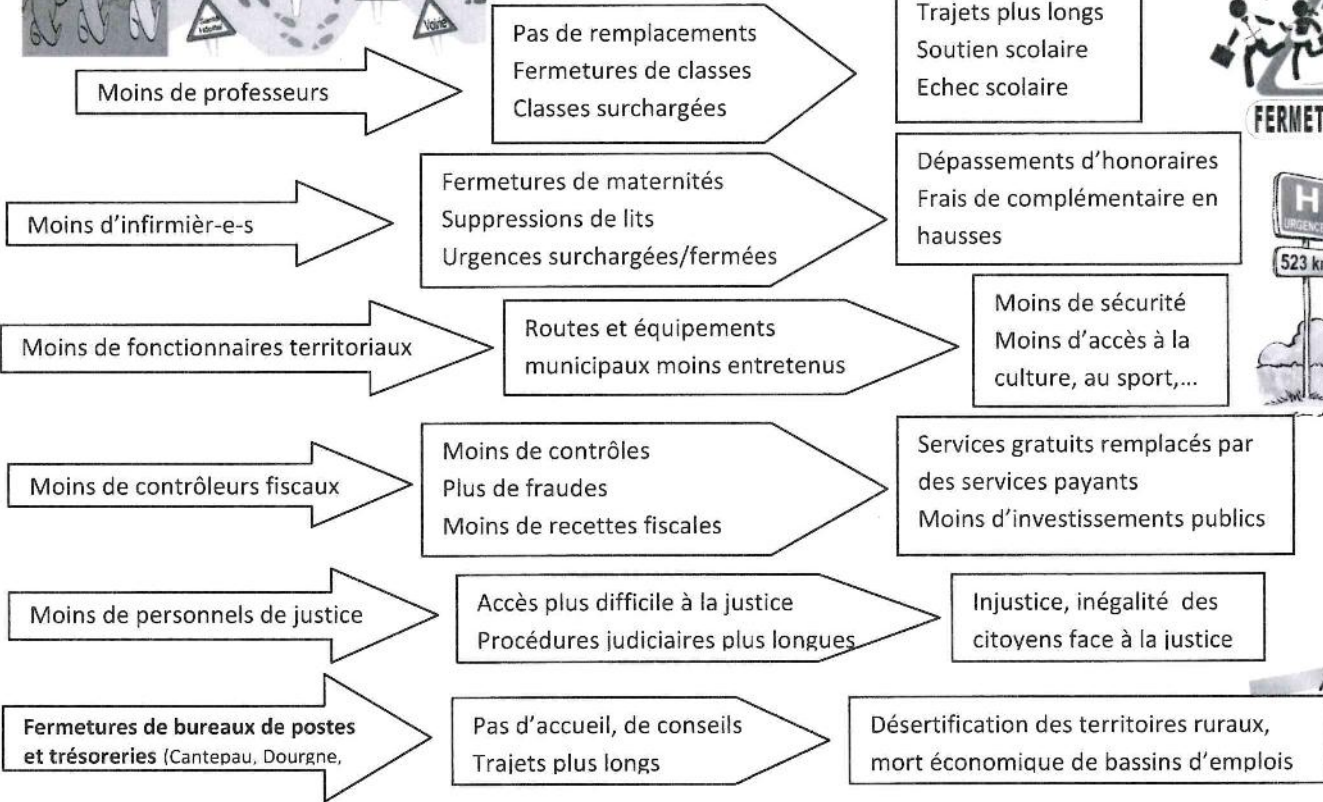 Voirie
Trajets plus longs
Soutien scolaire
Echec scolaire
Moins de professeurs
Pas de remplacements
Fermetures de classes
Classes surchargées
FERMET
Moins d'infirmièr-e-s
Fermetures de maternités
Suppressions de lits
Urgences surchargées/fermées
Dépassements d'honoraires
Frais de complémentaire en
hausses
H
URGENCE
523 k
Moins de fonctionnaires territoriaux
Routes et équipements
municipaux moins entretenus
Moins de sécurité
Moins d'accès à la
culture, au sport,...
Moins de contrôleurs fiscaux
Moins de contrôles
Plus de fraudes
Moins de recettes fiscales
Services gratuits remplacés par
des services payants
Moins d'investissements publics
Moins de personnels de justice
Accès plus difficile à la justice
Procédures judiciaires plus longues
Injustice, inégalité des
citoyens face à la justice
Fermetures de bureaux de postes
et trésoreries (Cantepau, Dourgne,
Pas d'accueil, de conseils
Trajets plus longs
Désertification des territoires ruraux,
mort économique de bassins d'emplois